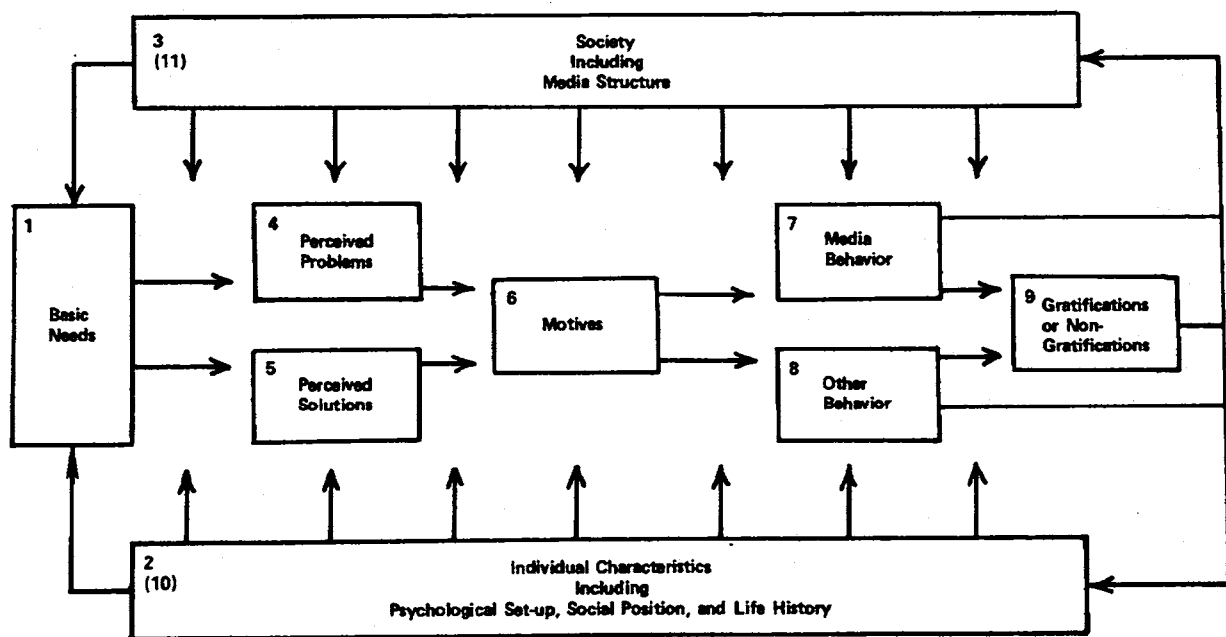 3
(11)
Society
Including
Media Structure
1
Basic
Needs
4
Perceived
Problems
5
Perceived
Solutions
6
Motives
7
Media
Behavior
8
Other
Behavior
9
Gratifications
or Non-
Gratifications
2
(10)
Individual Characteristics
Including
Psychological Set-up, Social Position, and Life History